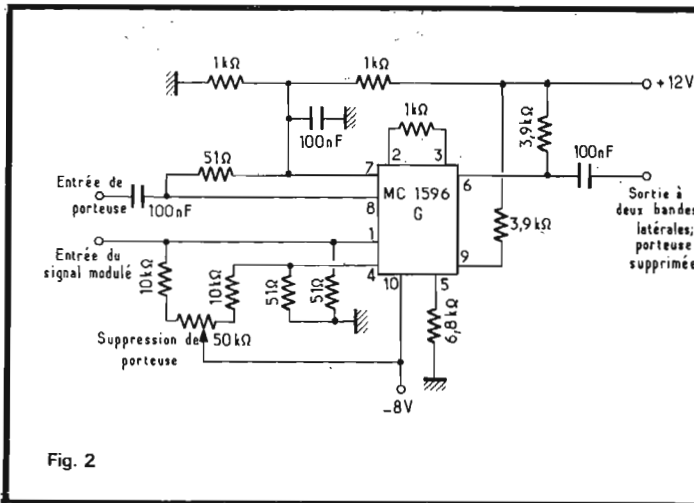 1kΩ
1kΩ
+12V
100nF
1kΩ
3,9kΩ
100nF
51Ω
2
3
7
6
Entrée de
porteuse
100nF
8
MC 1596
G
Sortie à
deux bandes
latérales;
porteuse
supprimée
Entrée du
signal modulé
1
3,9kΩ
9
10kΩ
10kΩ
51Ω
51Ω
4
10
5
Suppression de
porteuse
50kΩ
6,8kΩ
-8V
Fig. 2